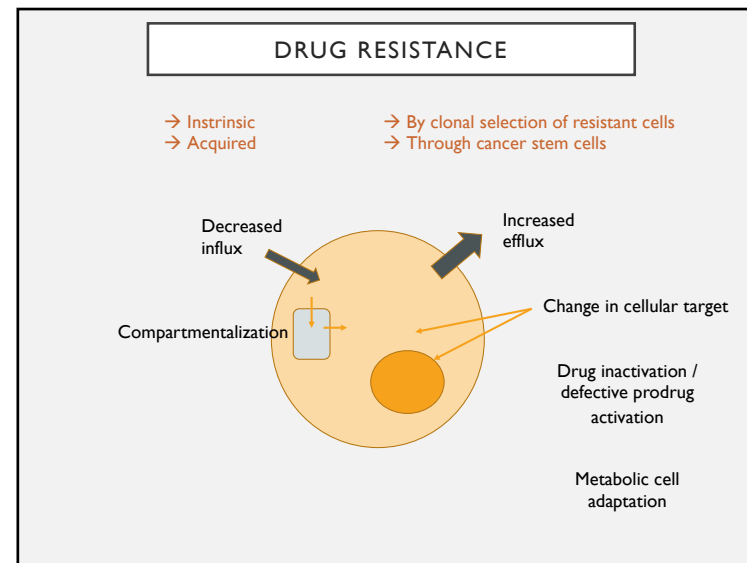 DRUG RESISTANCE
→ Instrinsic
→ Acquired
→ By clonal selection of resistant cells
→ Through cancer stem cells
Decreased
influx
Increased
efflux
Compartmentalization
Change in cellular target
Drug inactivation /
defective prodrug
activation
Metabolic cell
adaptation